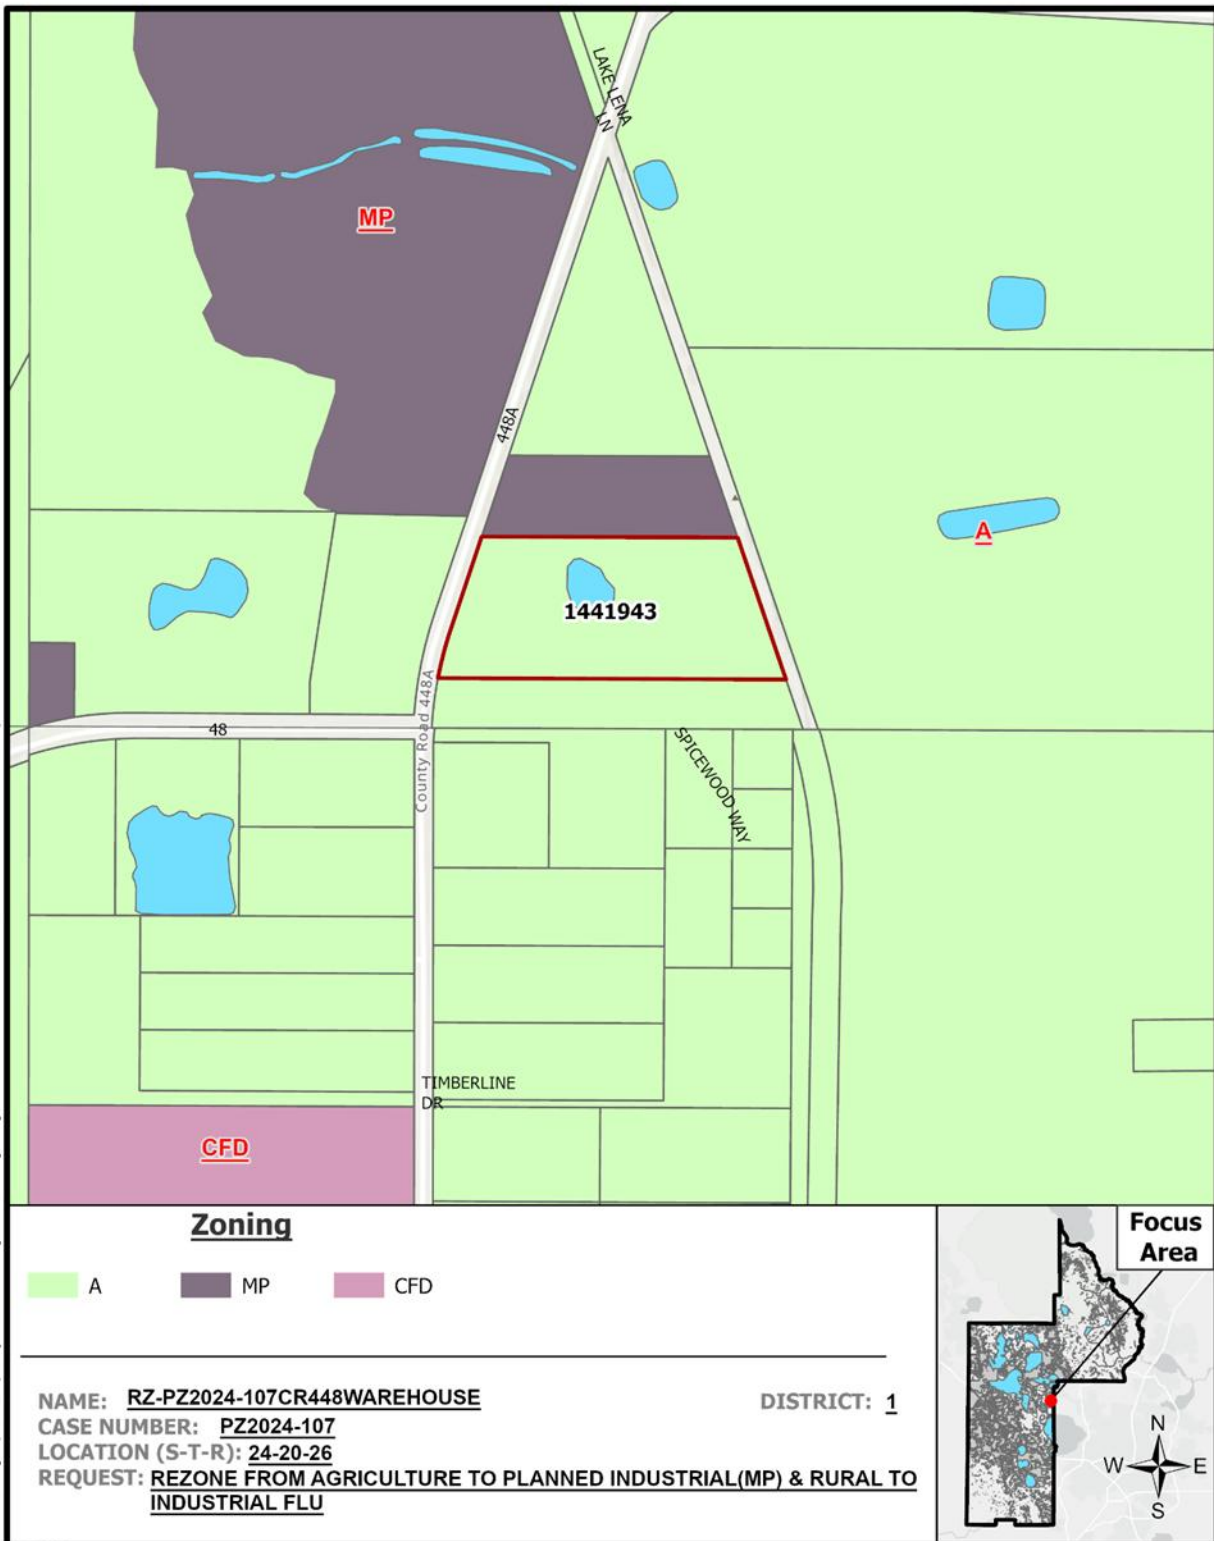 LAKE LENA
LN
MP
448A
A
1441943
County Road 448A
48
SPICEWOOD WAY
TIMBERLINE
DR
CFD
Zoning
A MP CFD
Focus
Area
NAME: RZ-PZ2024-107CR448WAREHOUSE DISTRICT: 1
CASE NUMBER: PZ2024-107
LOCATION (S-T-R): 24-20-26
REQUEST: REZONE FROM AGRICULTURE TO PLANNED INDUSTRIAL(MP) & RURAL TO
INDUSTRIAL FLU
N
W E
S